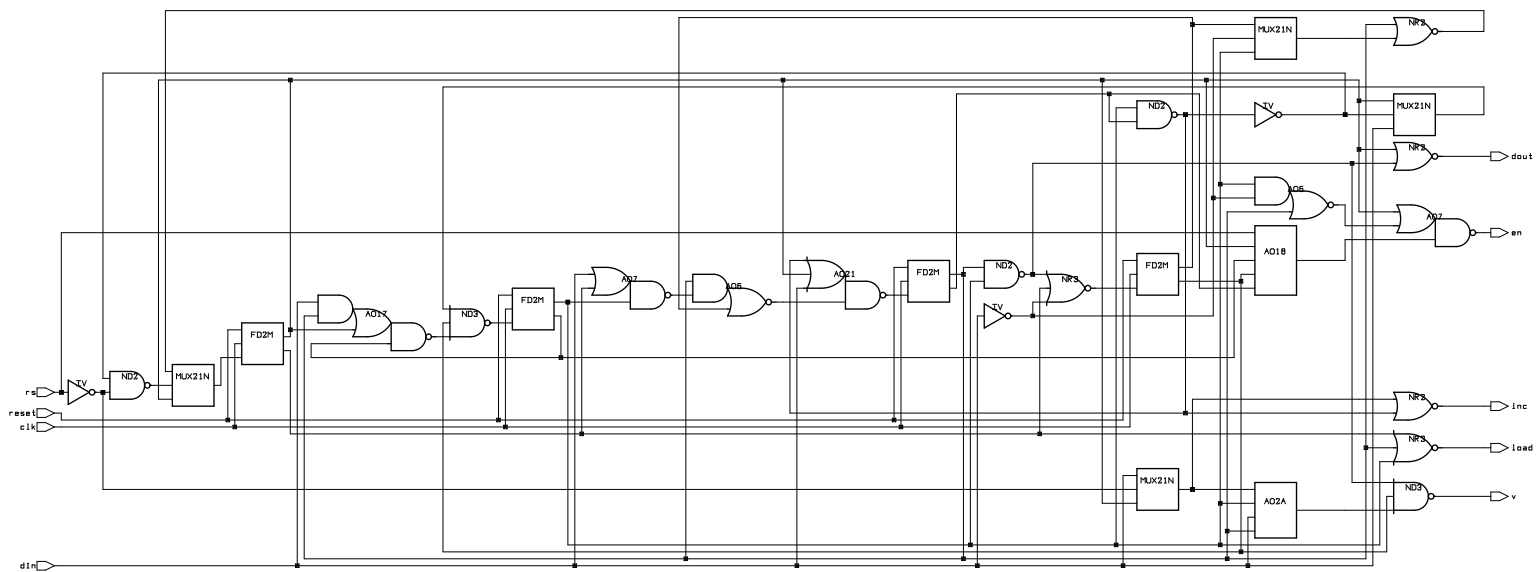 MUX21N
NR2
ND2
IV
MUX21N
NR2
dout
AO6
AO7
en
AO18
FD2M
AO7
AO6
AO21
FD2M
ND2
NR3
FD2M
IV
FD2M
AO17
ND3
FD2M
rs
IV
ND2
MUX21N
reset
clk
NR2
inc
NR3
load
MUX21N
AO2A
ND3
v
din